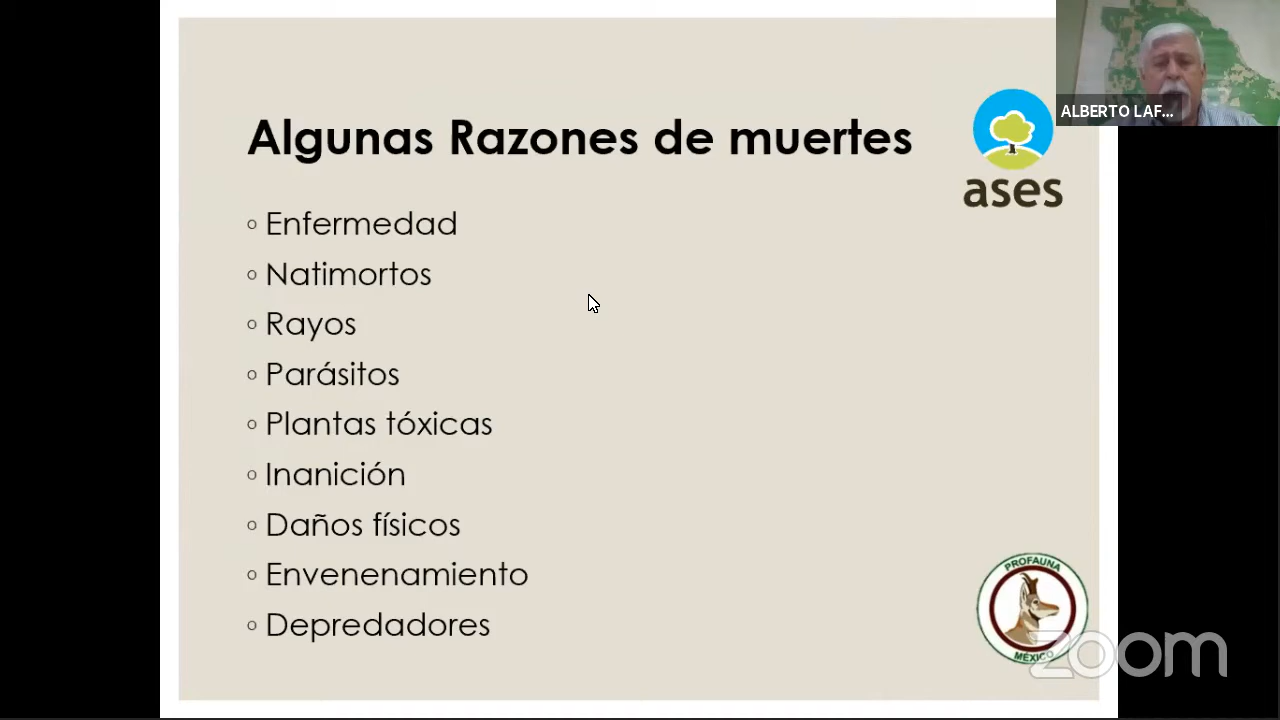 ALBERTO LAF...
Algunas Razones de muertes
ases
◦ Enfermedad
◦ Natimortos
◦ Rayos
◦ Parásitos
◦ Plantas tóxicas
◦ Inanición
◦ Daños físicos
◦ Envenenamiento
◦ Depredadores
PROFAUNA
MÉXICO
zoom